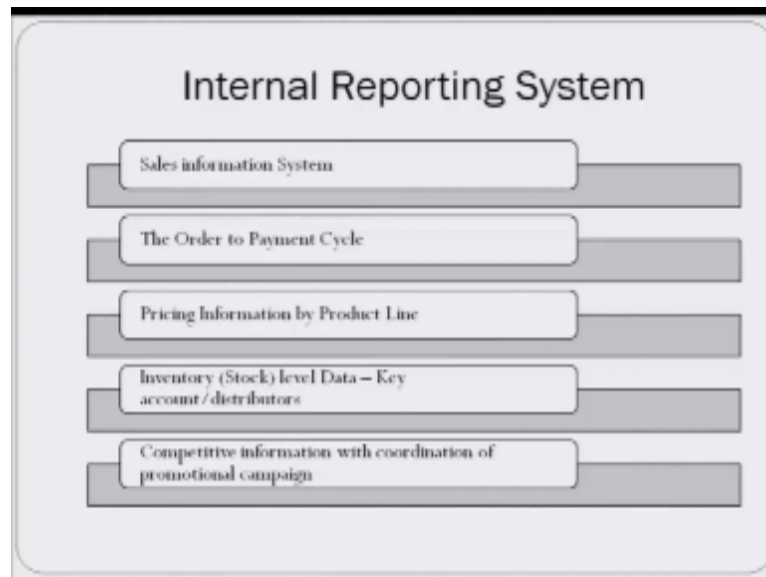 Internal Reporting System
Sales information System
The Order to Payment Cycle
Pricing Information by Product Line
Inventory (Stock) level Data – Key
account/distributors
Competitive information with coordination of
promotional campaign